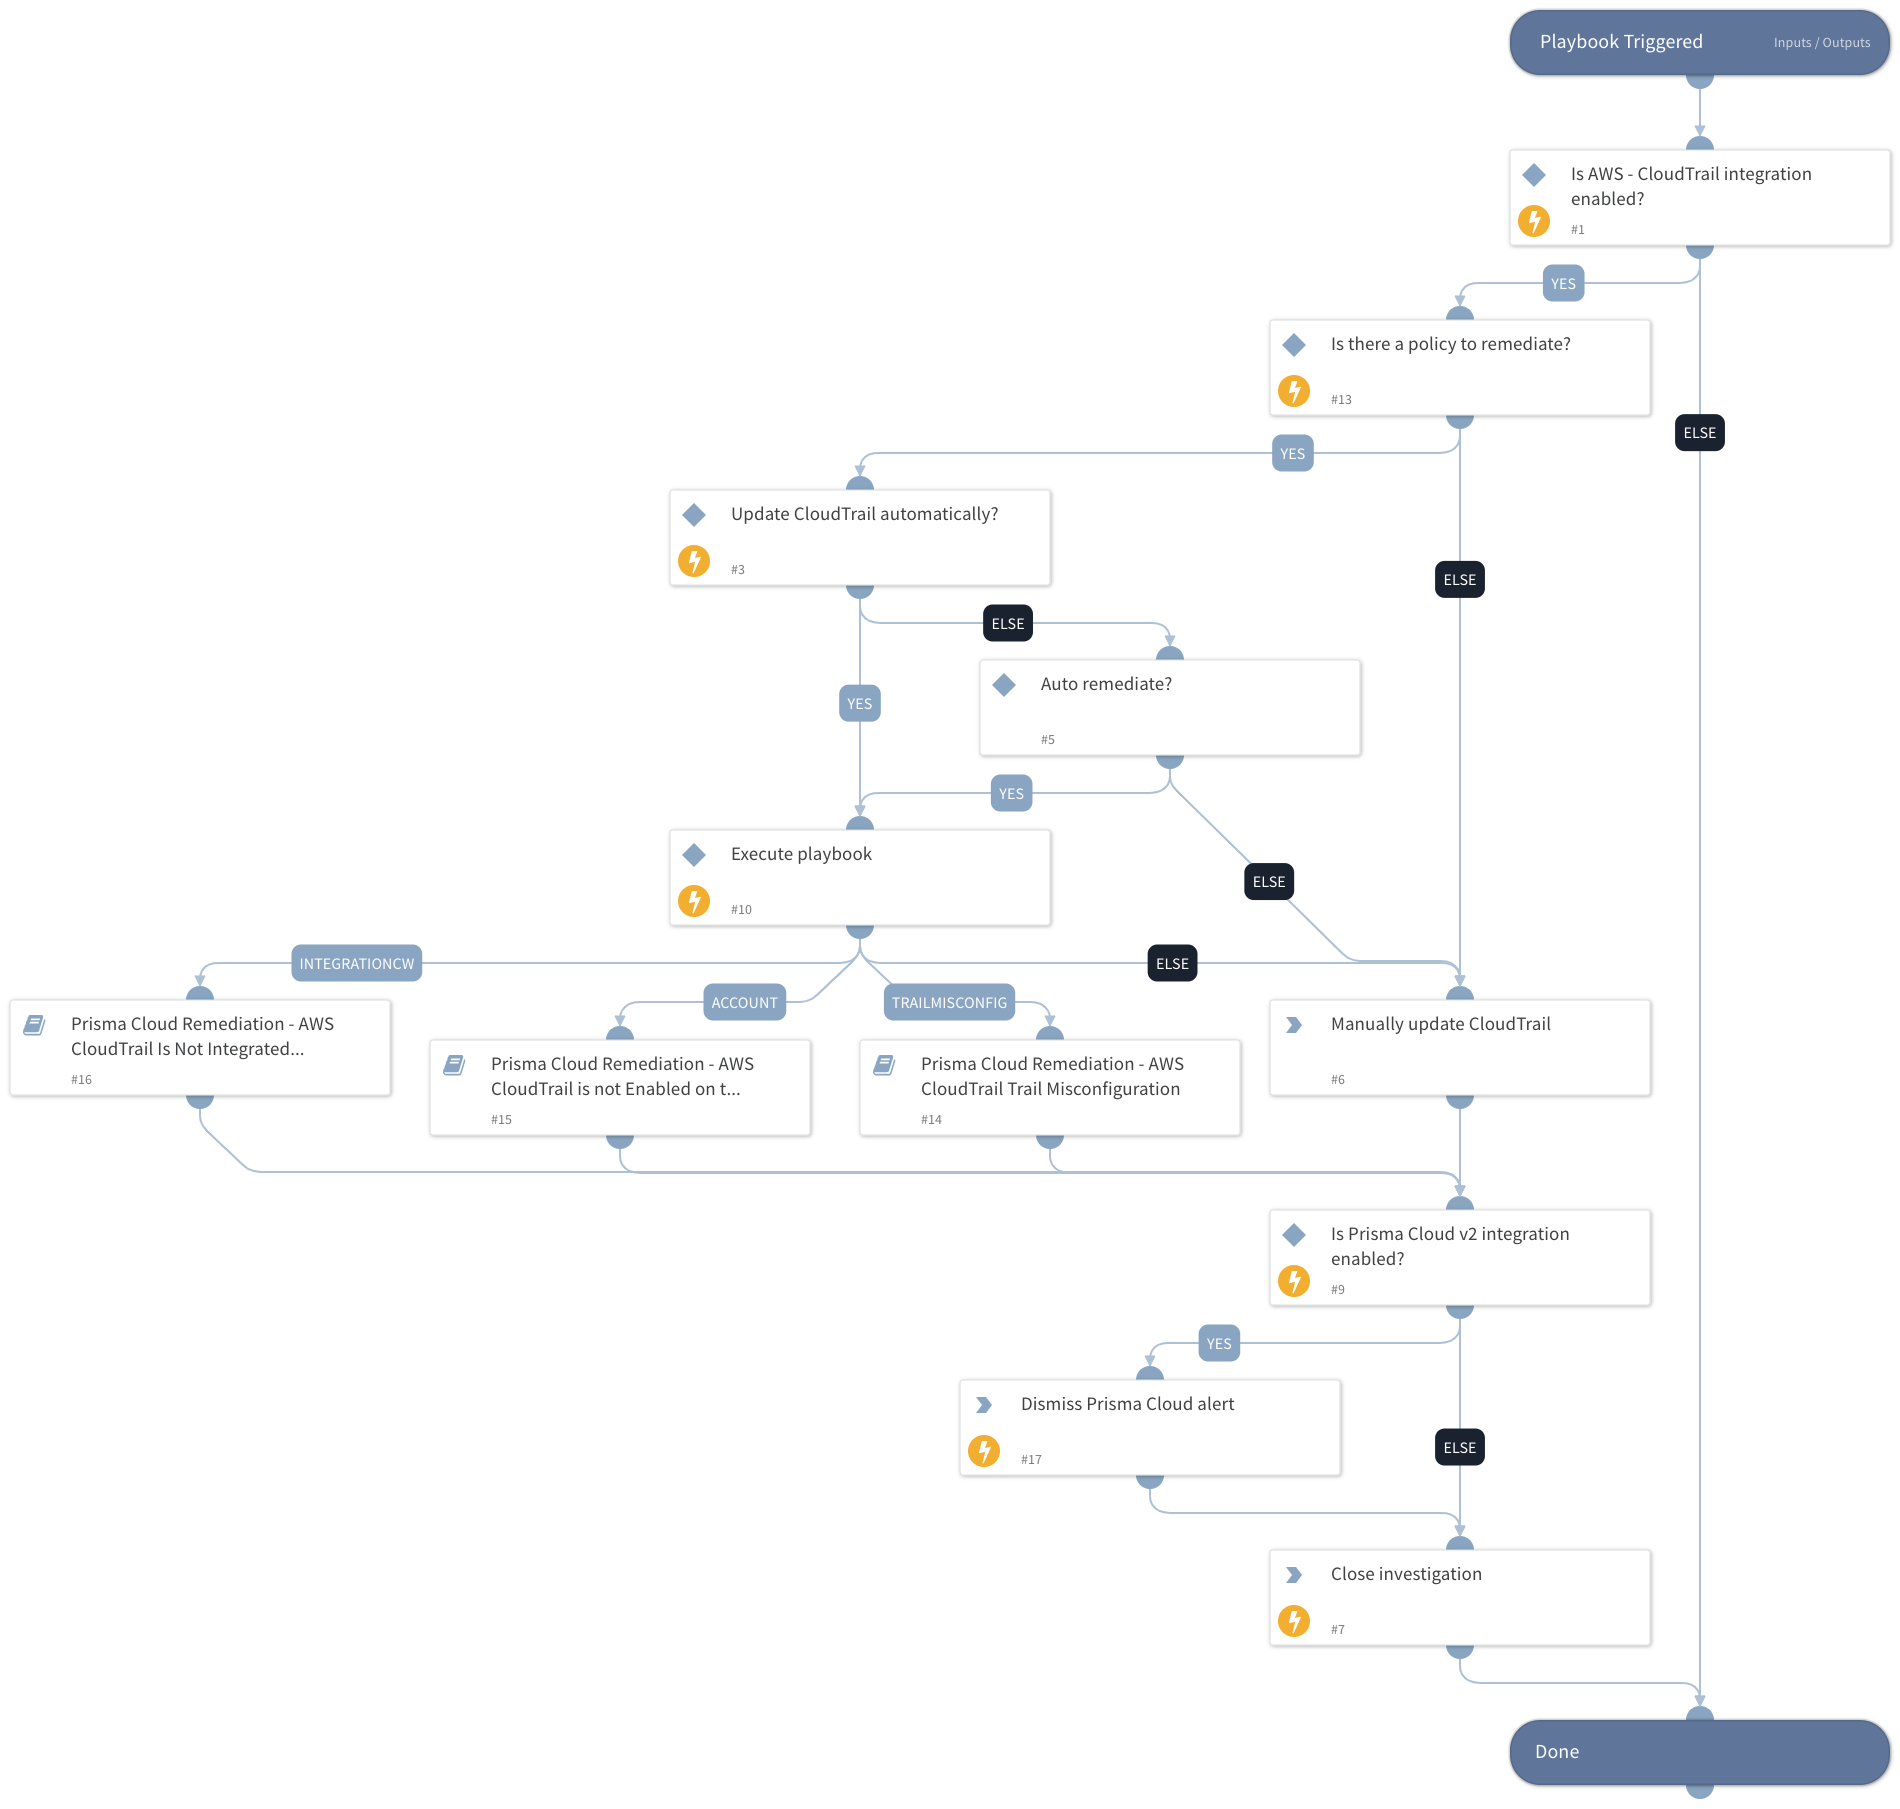 Playbook Triggered
Inputs / Outputs
Is AWS - CloudTrail integration
enabled?
#1
YES
Is there a policy to remediate?
#13
ELSE
YES
Update CloudTrail automatically?
#3
ELSE
ELSE
YES
Auto remediate?
#5
YES
Execute playbook
#10
ELSE
INTEGRATIONCW
ELSE
ACCOUNT
TRAILMISCONFIG
Prisma Cloud Remediation - AWS
CloudTrail Is Not Integrated...
#16
Prisma Cloud Remediation - AWS
CloudTrail is not Enabled on t...
#15
Prisma Cloud Remediation - AWS
CloudTrail Trail Misconfiguration
#14
Manually update CloudTrail
#6
Is Prisma Cloud v2 integration
enabled?
#9
YES
Dismiss Prisma Cloud alert
#17
ELSE
Close investigation
#7
Done